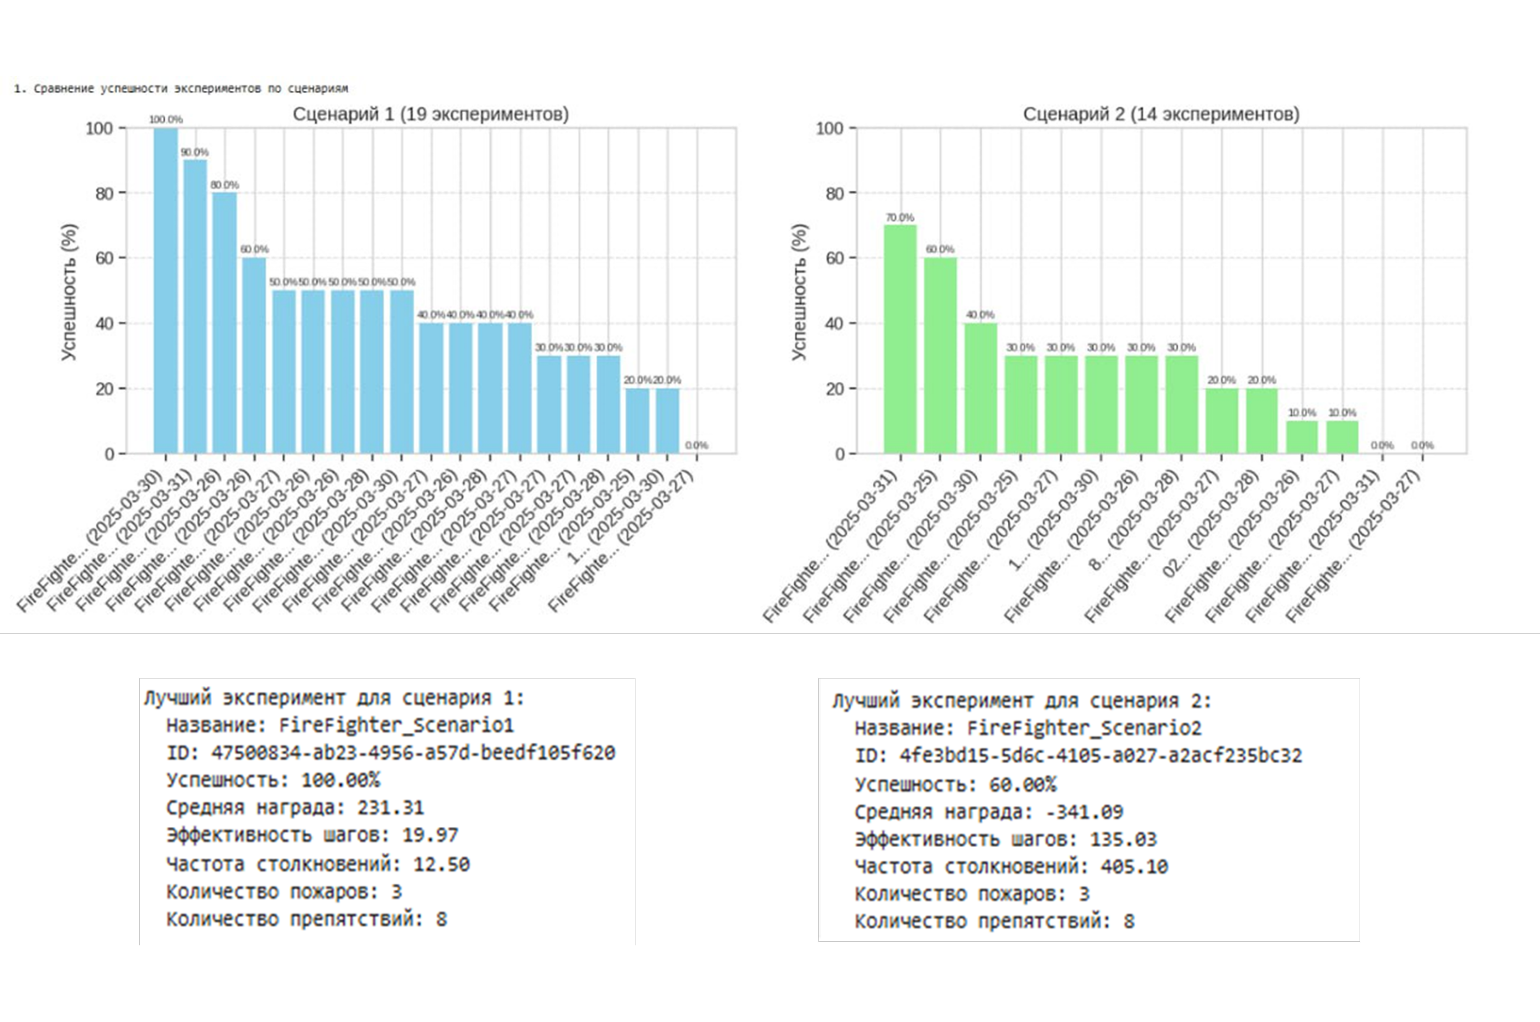 1. Сравнение успешности экспериментов по сценариям
Сценарий 1 (19 экспериментов)
Успешность (%)
100
80
60
40
20
0
100.0%
90.0%
80.0%
60.0%
50.0%
50.0%
50.0%
50.0%
50.0%
40.0%
40.0%
40.0%
40.0%
30.0%
30.0%
30.0%
20.0%
20.0%
0.0%
FireFighte... (2025-03-30)
FireFighte... (2025-03-31)
FireFighte... (2025-03-26)
FireFighte... (2025-03-26)
FireFighte... (2025-03-27)
FireFighte... (2025-03-26)
FireFighte... (2025-03-26)
FireFighte... (2025-03-28)
FireFighte... (2025-03-30)
FireFighte... (2025-03-27)
FireFighte... (2025-03-26)
FireFighte... (2025-03-28)
FireFighte... (2025-03-27)
FireFighte... (2025-03-27)
FireFighte... (2025-03-27)
FireFighte... (2025-03-28)
FireFighte... (2025-03-25)
1... (2025-03-30)
FireFighte... (2025-03-27)
Сценарий 2 (14 экспериментов)
Успешность (%)
100
80
60
40
20
0
70.0%
60.0%
40.0%
30.0%
30.0%
30.0%
30.0%
30.0%
20.0%
20.0%
10.0%
10.0%
0.0%
0.0%
FireFighte... (2025-03-31)
FireFighte... (2025-03-25)
FireFighte... (2025-03-30)
FireFighte... (2025-03-25)
FireFighte... (2025-03-27)
1... (2025-03-30)
FireFighte... (2025-03-26)
8... (2025-03-28)
FireFighte... (2025-03-27)
02... (2025-03-28)
FireFighte... (2025-03-26)
FireFighte... (2025-03-27)
FireFighte... (2025-03-31)
FireFighte... (2025-03-27)
Лучший эксперимент для сценария 1:
Название: FireFighter_Scenario1
ID: 47500834-ab23-4956-a57d-beedf105f620
Успешность: 100.00%
Средняя награда: 231.31
Эффективность шагов: 19.97
Частота столкновений: 12.50
Количество пожаров: 3
Количество препятствий: 8
Лучший эксперимент для сценария 2:
Название: FireFighter_Scenario2
ID: 4fe3bd15-5d6c-4105-a027-a2acf235bc32
Успешность: 60.00%
Средняя награда: -341.09
Эффективность шагов: 135.03
Частота столкновений: 405.10
Количество пожаров: 3
Количество препятствий: 8